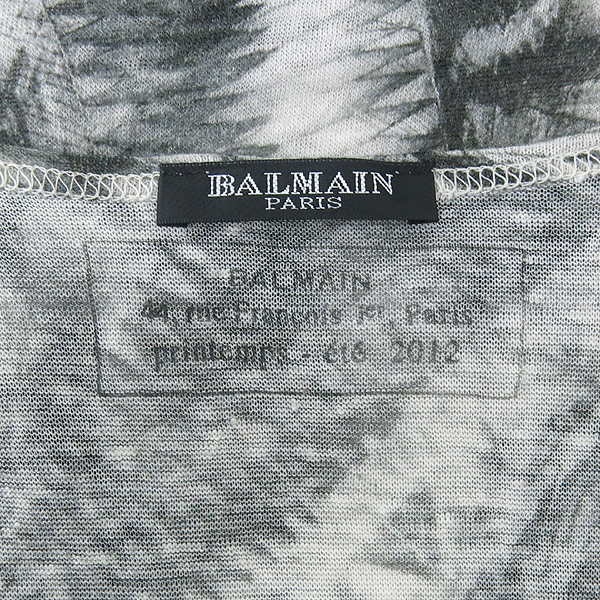 BALMAIN
PARIS
BALMAIN
44, rue François 1er, Paris
printemps - été 2012